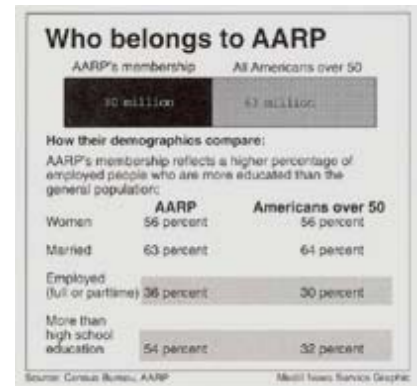 Who belongs to AARP
AARP's membership All Americans over 50
million 63 million
How their demographics compare:
AARP's membership reflects a higher percentage of
employed people who are more educated than the
general population:
AARP Americans over 50
Women 56 percent 56 percent
Married 63 percent 64 percent
Employed
(full or parttime) 36 percent 30 percent
More than
high school
education 54 percent 32 percent
Source: Census Bureau, AARP Medill News Service Graphic